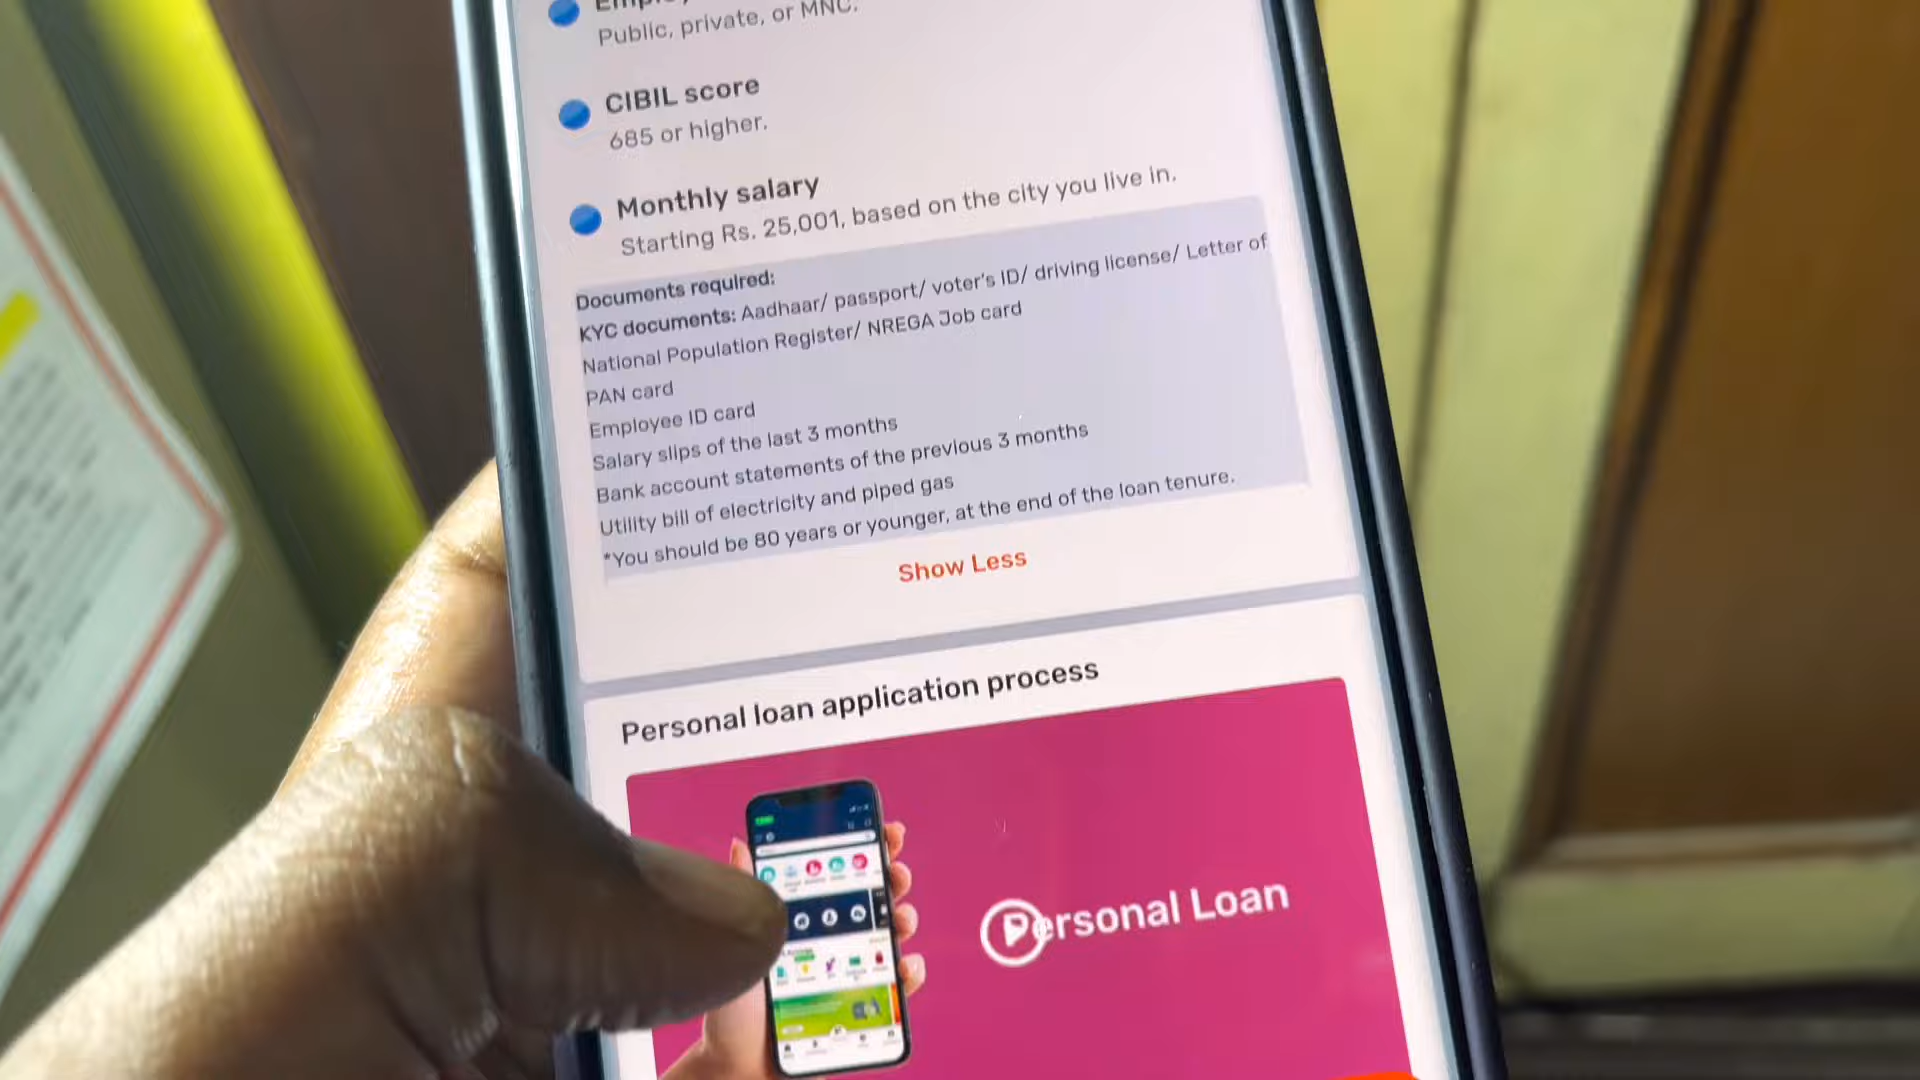 Public, private, or MNC.
CIBIL score
685 or higher.
Monthly salary
Starting Rs. 25,001, based on the city you live in.
Documents required:
KYC documents: Aadhaar/ passport/ voter's ID/ driving license/ Letter of
National Population Register/ NREGA Job card
PAN card
Employee ID card
Salary slips of the last 3 months
Bank account statements of the previous 3 months
Utility bill of electricity and piped gas
*You should be 80 years or younger, at the end of the loan tenure.
Show Less
Personal loan application process
Personal Loan